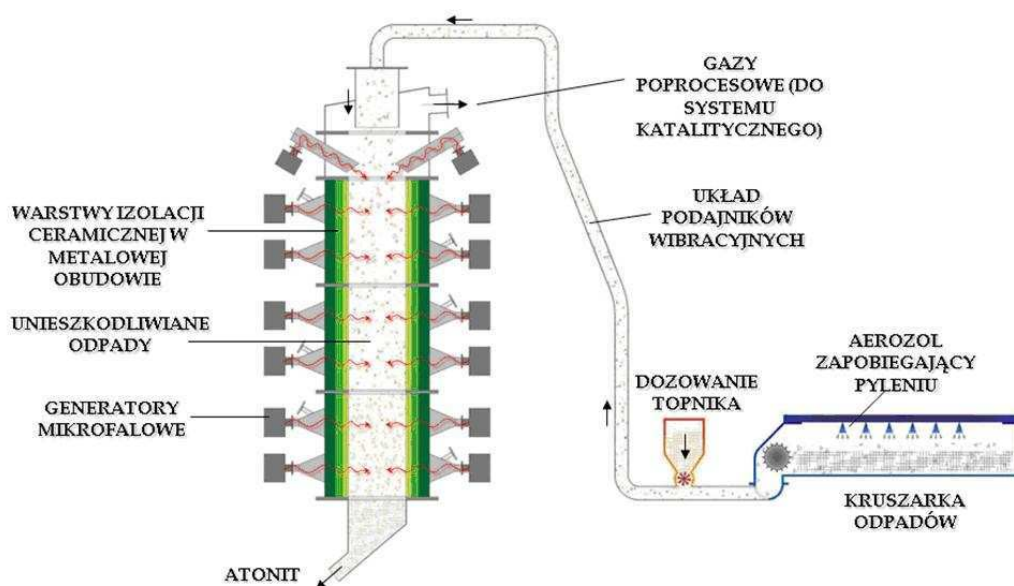 GAZY
POPROCESOWE (DO
SYSTEMU
KATALITYCZNEGO)
UKŁAD
PODAJNIKÓW
WIBRACYJNYCH
WARSTWY IZOLACJI
CERAMICZNEJ W
METALOWEJ
OBUDOWIE
UNIESZKODLIWIANE
ODPADY
GENERATORY
MIKROFALOWE
DOZOWANIE
TOPNIKA
AEROZOL
ZAPOBIEGAJĄCY
PYLENIU
KRUSZARKA
ODPADÓW
ATONIT